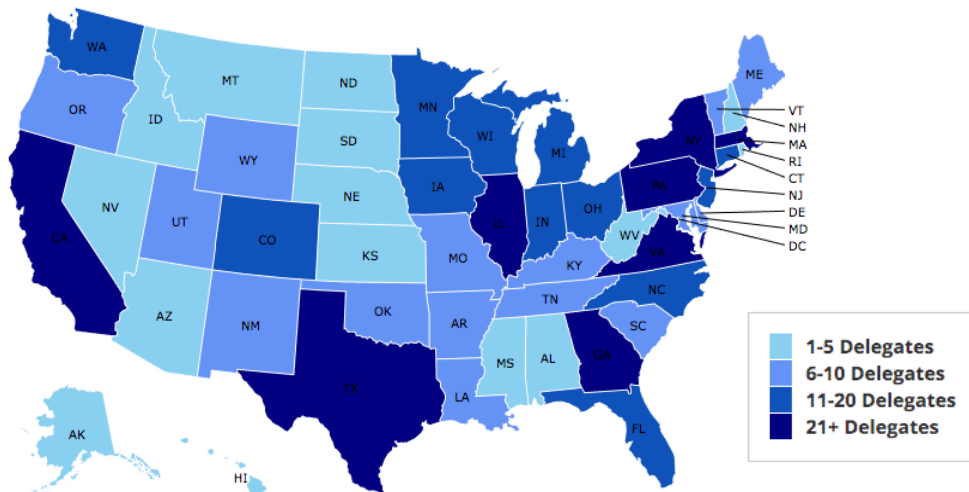 WA
MT
ND
MN
ME
OR
ID
SD
WI
MI
NY
VT
NH
MA
RI
CT
NJ
DE
MD
DC
WY
NE
IA
PA
NV
UT
CO
KS
MO
IL
IN
OH
WV
VA
KY
CA
AZ
NM
OK
AR
TN
NC
SC
TX
LA
MS
AL
GA
FL
AK
HI
1-5 Delegates
6-10 Delegates
11-20 Delegates
21+ Delegates